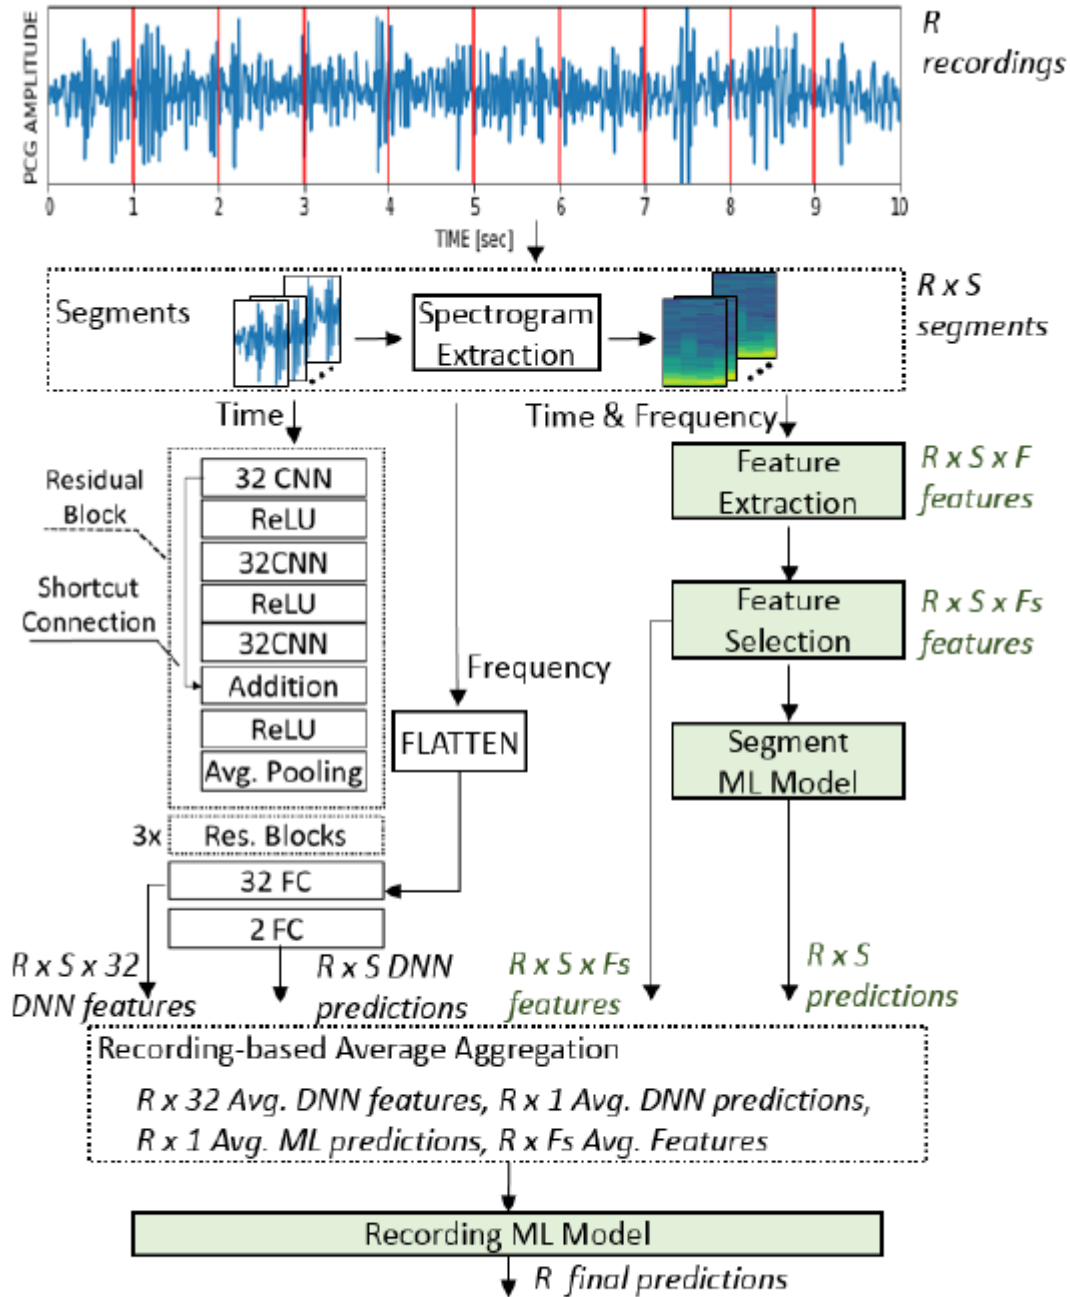 PCG AMPLITUDE
R
recordings
0 1 2 3 4 5 6 7 8 9 10
TIME [sec]
Segments
Spectrogram
Extraction
R x S
segments
Time
Time & Frequency
Residual
Block
Shortcut
Connection
32 CNN
ReLU
32CNN
ReLU
32CNN
Addition
ReLU
Avg. Pooling
3x
Res. Blocks
32 FC
2 FC
Frequency
FLATTEN
Feature
Extraction
R x S x F
features
Feature
Selection
R x S x Fs
features
Segment
ML Model
R x S x 32
DNN features
R x S DNN
predictions
R x S x Fs
features
R x S
predictions
Recording-based Average Aggregation
R x 32 Avg. DNN features, R x 1 Avg. DNN predictions,
R x 1 Avg. ML predictions, R x Fs Avg. Features
Recording ML Model
R final predictions